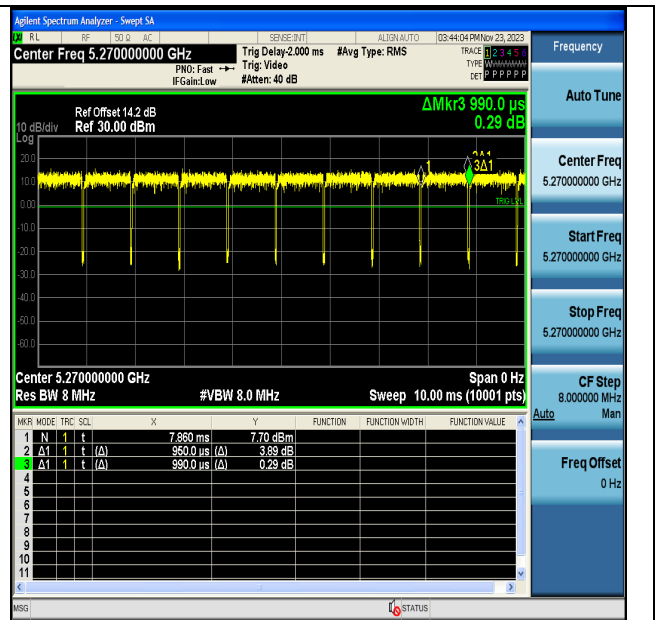 Agilent Spectrum Analyzer - Swept SA
RL RF 50 Ω AC SENSE:INT ALIGN AUTO 03:44:04 PM Nov 23, 2023
Center Freq 5.270000000 GHz
PNO: Fast
IFGain:Low
Trig Delay-2.000 ms
Trig: Video
#Atten: 40 dB
#Avg Type: RMS
TRACE 1 2 3 4 5 6
TYPE W
DET P P P P P P
Ref Offset 14.2 dB
Ref 30.00 dBm
10 dB/div
Log
ΔMkr3 990.0 µs
0.29 dB
20.0
10.0
0.00
-10.0
-20.0
-30.0
-40.0
-50.0
-60.0
1
2Δ1
3Δ1
TRIG LVL
Center 5.270000000 GHz Span 0 Hz
Res BW 8 MHz #VBW 8.0 MHz Sweep 10.00 ms (10001 pts)
MKR MODE TRC SCL X Y FUNCTION FUNCTION WIDTH FUNCTION VALUE
1 N 1 t 7.860 ms 7.70 dBm
2 Δ1 1 t (Δ) 950.0 µs (Δ) 3.89 dB
3 Δ1 1 t (Δ) 990.0 µs (Δ) 0.29 dB
4
5
6
7
8
9
10
11
MSG STATUS
Frequency
Auto Tune
Center Freq
5.270000000 GHz
Start Freq
5.270000000 GHz
Stop Freq
5.270000000 GHz
CF Step
8.000000 MHz
Auto Man
Freq Offset
0 Hz